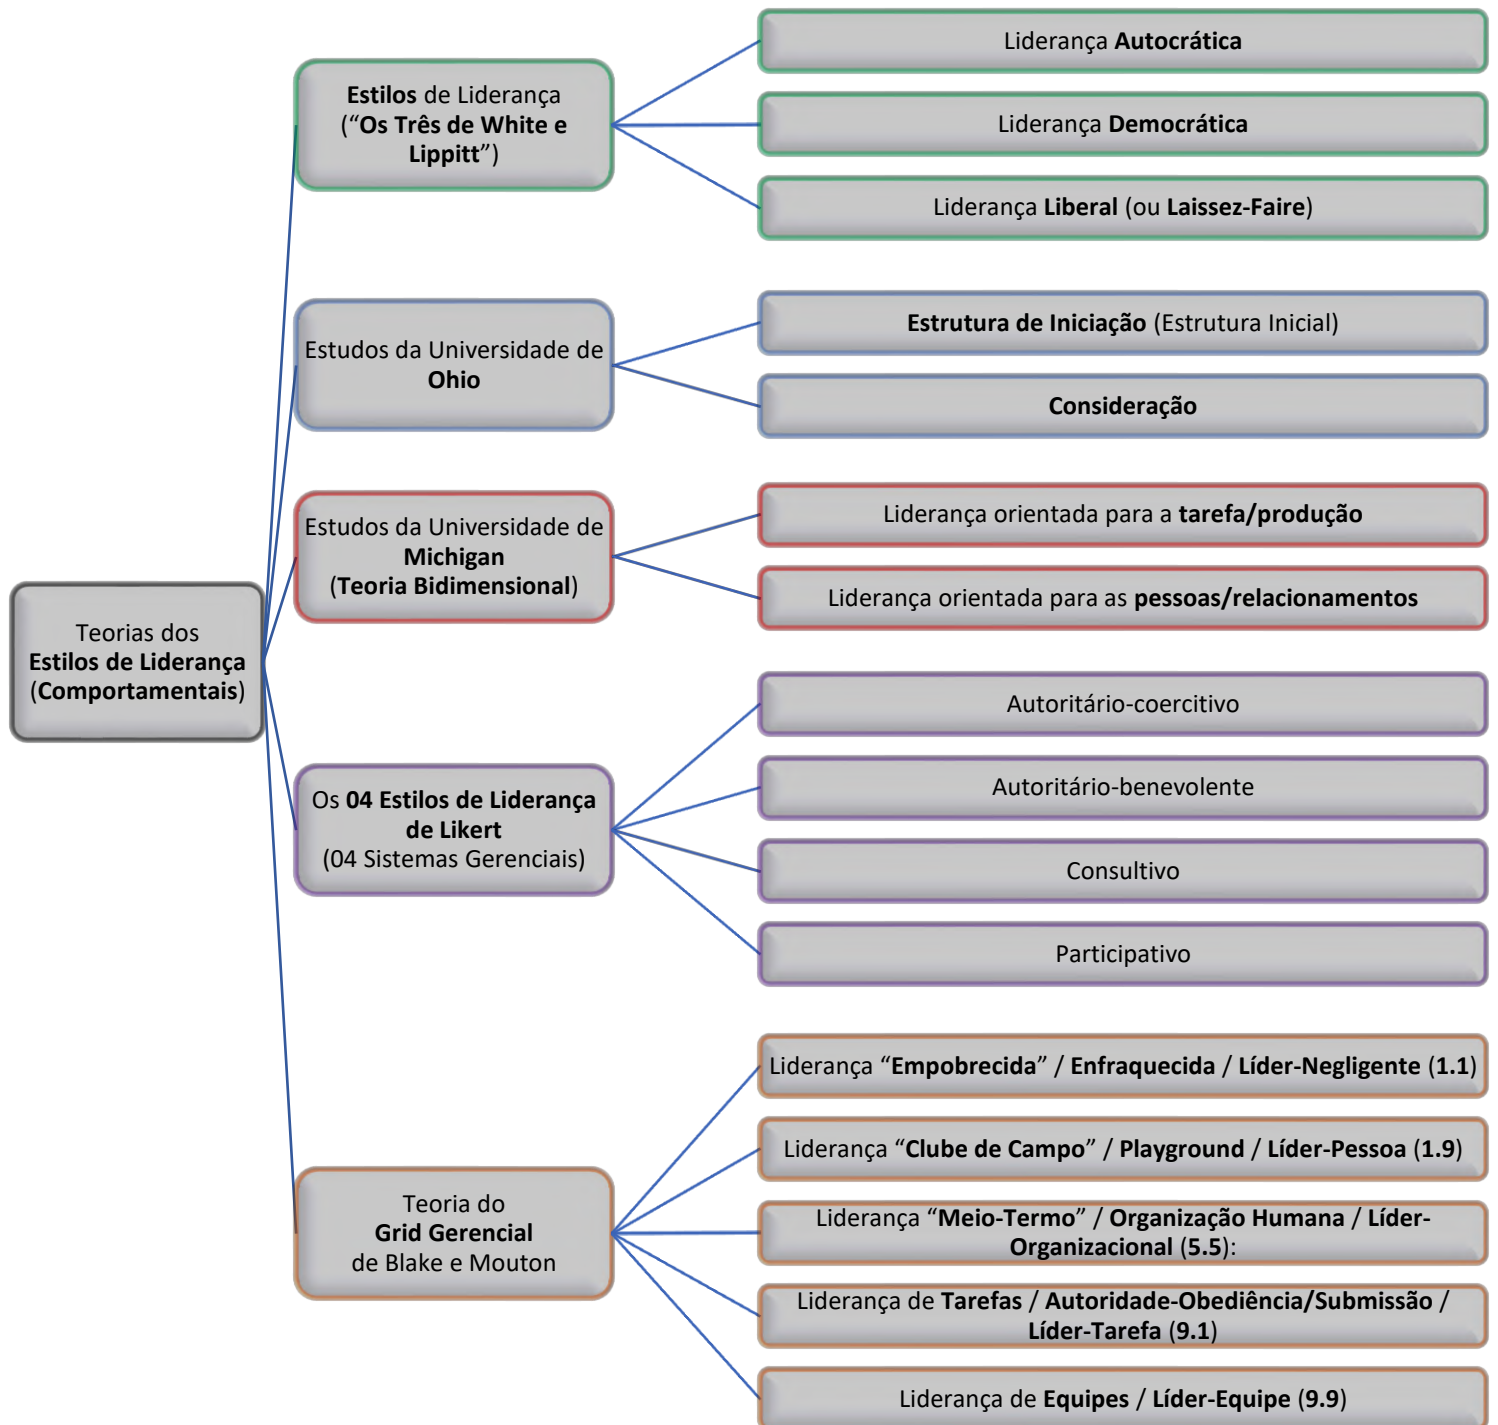 Teorias dos
Estilos de Liderança
(Comportamentais)
Estilos de Liderança
(“Os Três de White e
Lippitt”)
Liderança Autocrática
Liderança Democrática
Liderança Liberal (ou Laissez-Faire)
Estudos da Universidade de
Ohio
Estrutura de Iniciação (Estrutura Inicial)
Consideração
Estudos da Universidade de
Michigan
(Teoria Bidimensional)
Liderança orientada para a tarefa/produção
Liderança orientada para as pessoas/relacionamentos
Os 04 Estilos de Liderança
de Likert
(04 Sistemas Gerenciais)
Autoritário-coercitivo
Autoritário-benevolente
Consultivo
Participativo
Teoria do
Grid Gerencial
de Blake e Mouton
Liderança “Empobrecida” / Enfraquecida / Líder-Negligente (1.1)
Liderança “Clube de Campo” / Playground / Líder-Pessoa (1.9)
Liderança “Meio-Termo” / Organização Humana / Líder-
Organizacional (5.5):
Liderança de Tarefas / Autoridade-Obediência/Submissão /
Líder-Tarefa (9.1)
Liderança de Equipes / Líder-Equipe (9.9)